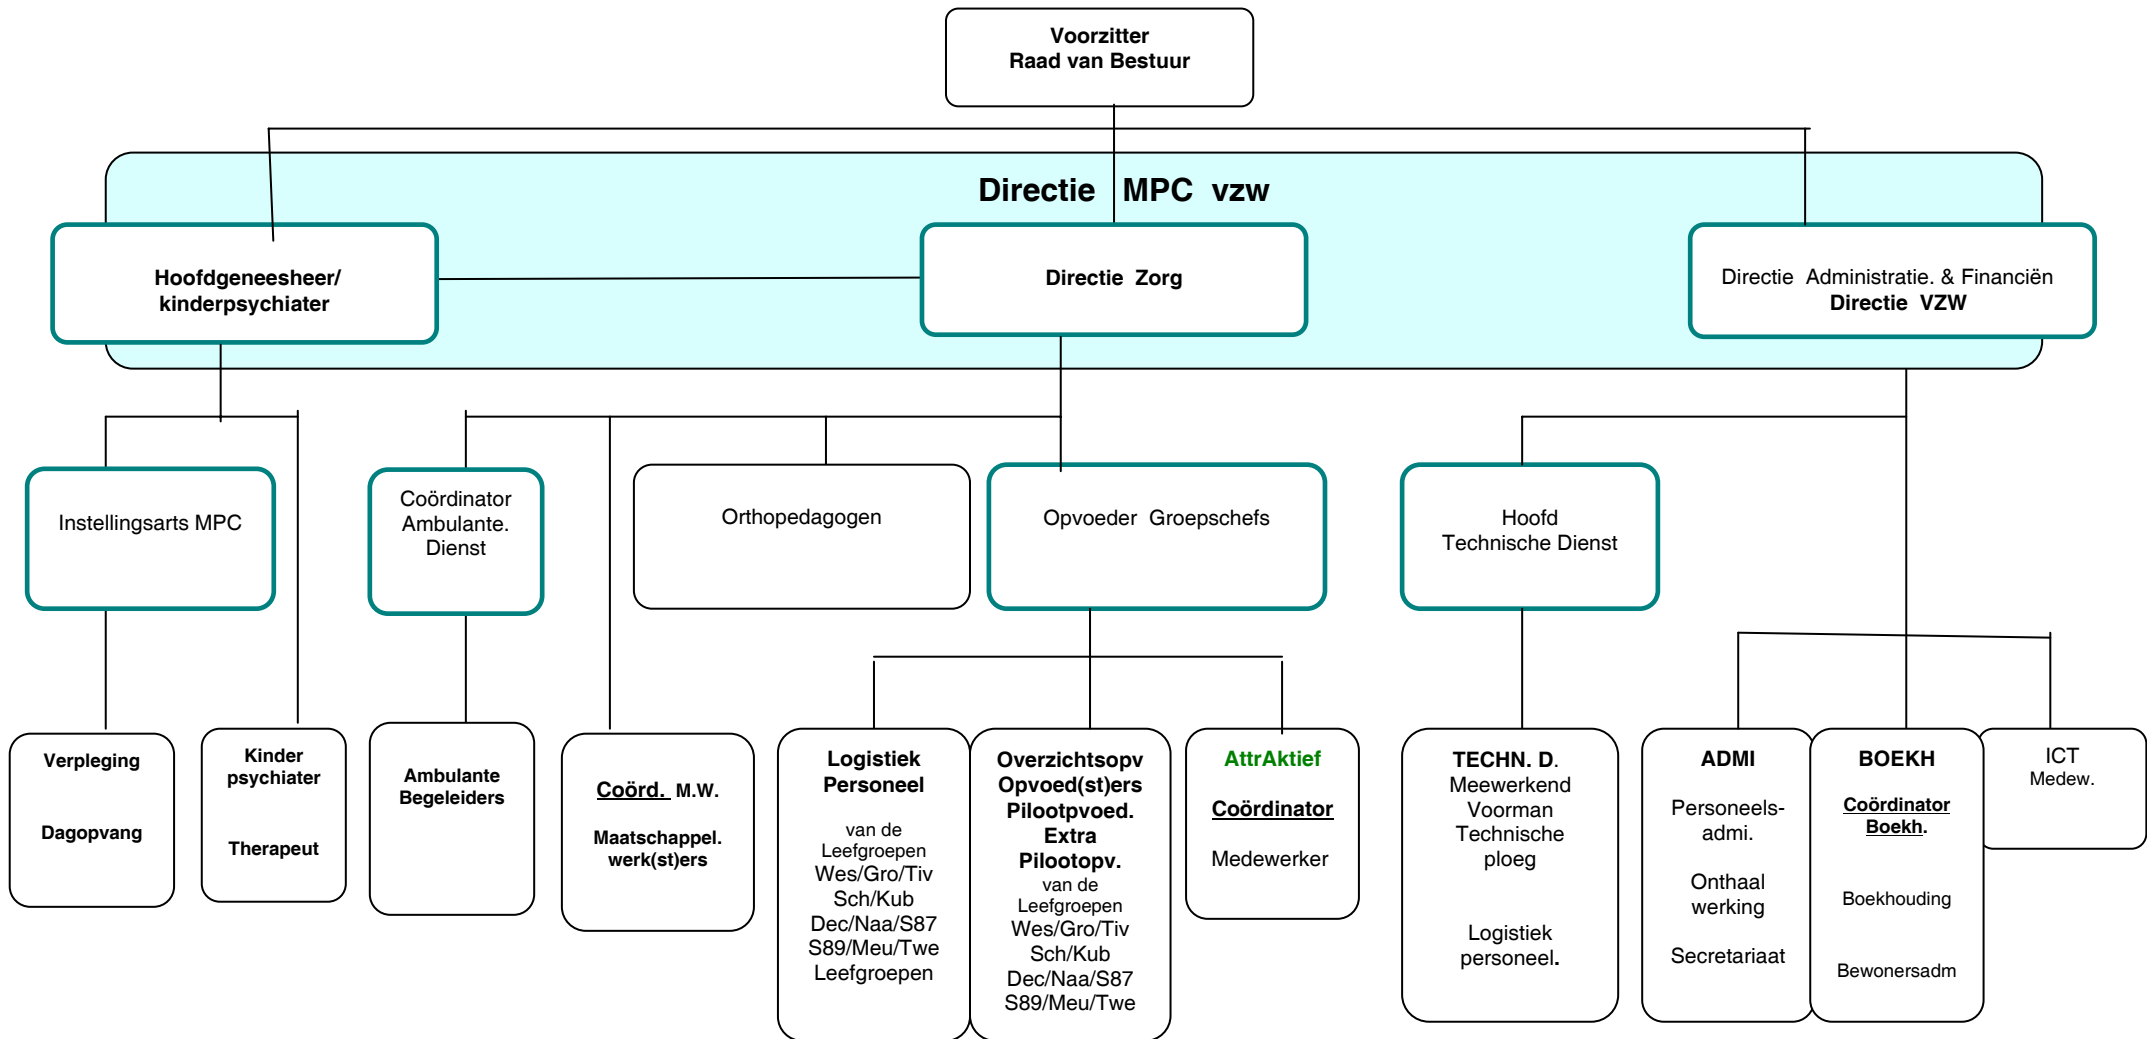 Voorzitter
Raad van Bestuur
Directie MPC vzw
Hoofdgeneesheer/
kinderpsychiater
Directie Zorg
Directie Administratie. & Financiën
Directie VZW
Instellingsarts MPC
Coördinator
Ambulante.
Dienst
Orthopedagogen
Opvoeder Groepschefs
Hoofd
Technische Dienst
Verpleging
Dagopvang
Kinder
psychiater
Therapeut
Ambulante
Begeleiders
Coörd. M.W.
Maatschappel.
werk(st)ers
Logistiek
Personeel
van de
Leefgroepen
Wes/Gro/Tiv
Sch/Kub
Dec/Naa/S87
S89/Meu/Twe
Leefgroepen
Overzichtsopv
Opvoed(st)ers
Pilootpvoed.
Extra
Pilootopv.
van de
Leefgroepen
Wes/Gro/Tiv
Sch/Kub
Dec/Naa/S87
S89/Meu/Twe
AttrAktief
Coördinator
Medewerker
TECHN. D.
Meewerkend
Voorman
Technische
ploeg
Logistiek
personeel.
ADMI
Personeels-
admi.
Onthaal
werking
Secretariaat
BOEKH
Coördinator
Boekh.
Boekhouding
Bewonersadm
ICT
Medew.